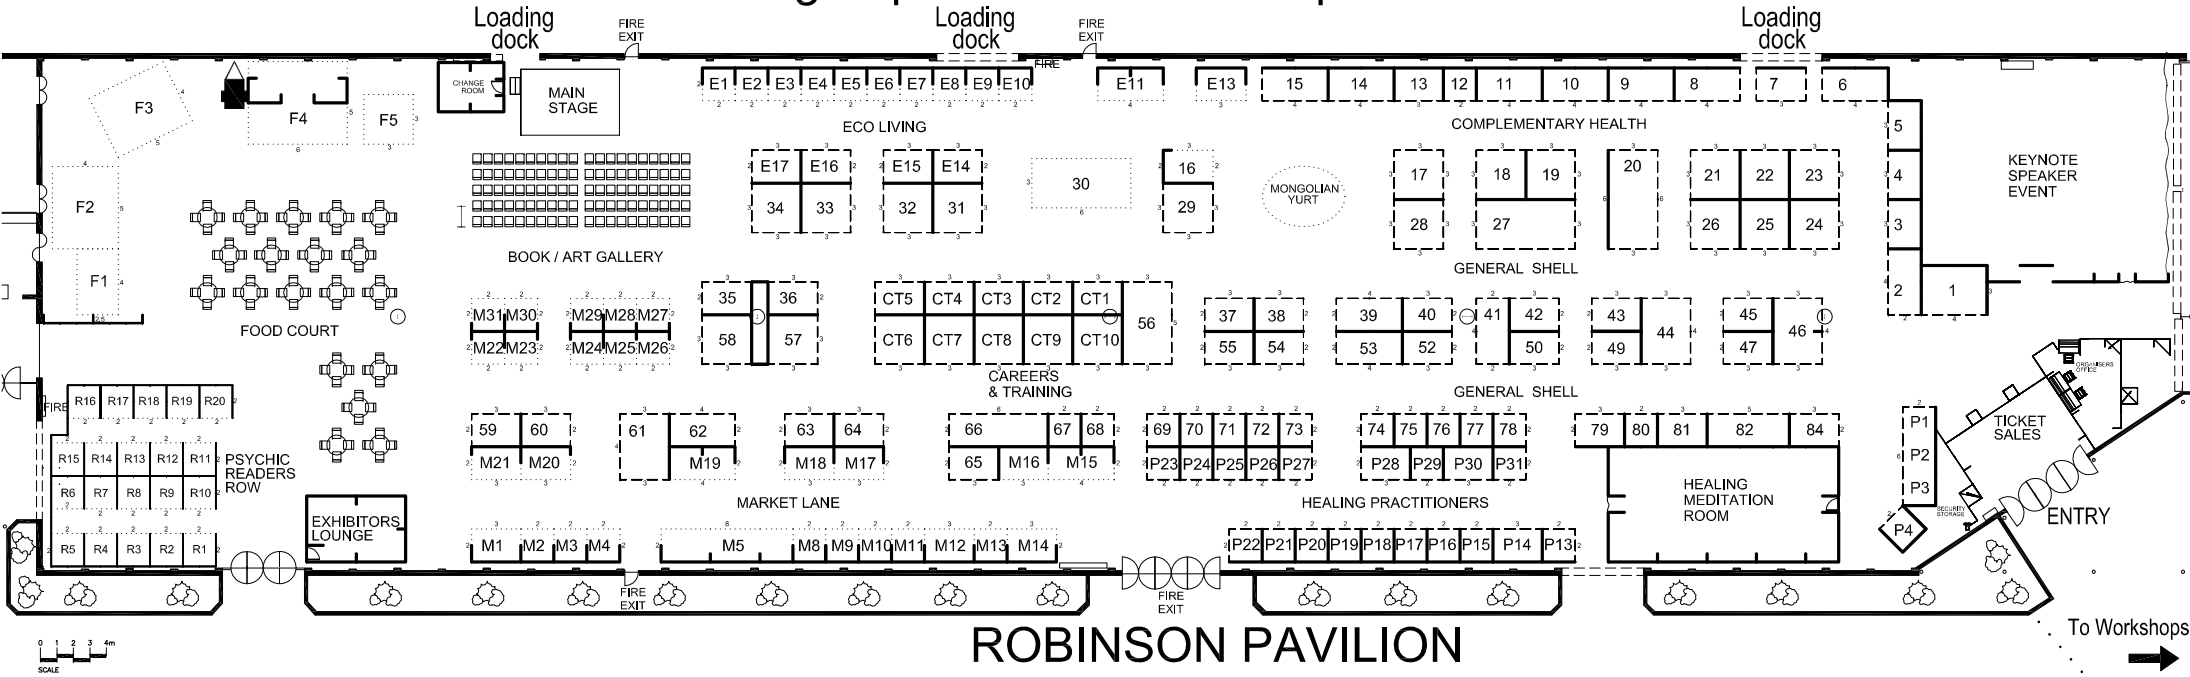 Loading
dock
FIRE
EXIT
Loading
dock
FIRE
EXIT
Loading
dock
FIRE
F3
F4
F5
CHANGE
ROOM
MAIN
STAGE
E1 E2 E3 E4 E5 E6 E7 E8 E9 E10
E11
E13
15 14 13 12 11 10 9 8 7 6
ECO LIVING
COMPLEMENTARY HEALTH
5
4
3
2
1
KEYNOTE
SPEAKER
EVENT
E17 E16
34 33
E15 E14
32 31
30
16
29
MONGOLIAN
YURT
17
28
18 19
27
20
21 22 23
26 25 24
F2
F1
BOOK / ART GALLERY
GENERAL SHELL
FOOD COURT
M31 M30
M22 M23
M29 M28 M27
M24 M25 M26
35 36
58 57
CT5 CT4 CT3 CT2 CT1
CT6 CT7 CT8 CT9 CT10
56
37 38
55 54
39 40
53 52
41 42
50
43
44
49
45
46
47
CAREERS
& TRAINING
GENERAL SHELL
ORGANISERS
OFFICE
TICKET
SALES
FIRE
R16 R17 R18 R19 R20
R15 R14 R13 R12 R11
R6 R7 R8 R9 R10
R5 R4 R3 R2 R1
PSYCHIC
READERS
ROW
59 60
M21 M20
61
62
M19
63 64
M18 M17
66 67 68
65 M16 M15
69 70 71 72 73
P23 P24 P25 P26 P27
74 75 76 77 78
P28 P29 P30 P31
79 80 81 82 84
P1
P2
P3
P4
SECURITY
STORAGE
ENTRY
EXHIBITORS
LOUNGE
MARKET LANE
HEALING PRACTITIONERS
HEALING
MEDITATION
ROOM
M1 M2 M3 M4
M5 M8 M9 M10 M11 M12 M13 M14
P22 P21 P20 P19 P18 P17 P16 P15 P14 P13
FIRE
EXIT
FIRE
EXIT
ROBINSON PAVILION
To Workshops
0 1 2 3 4m
SCALE